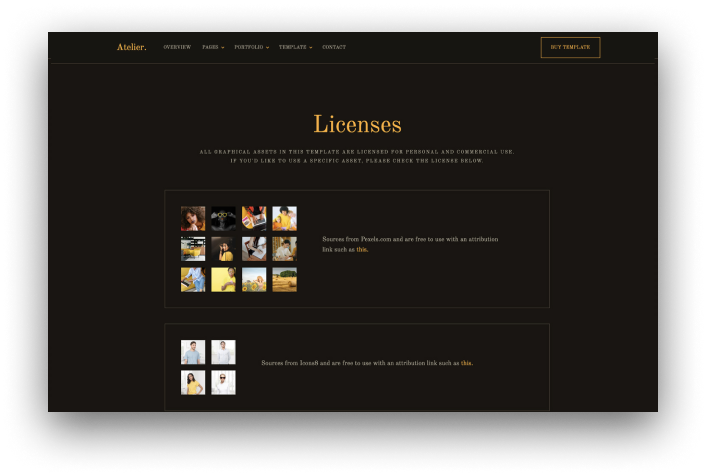 Atelier. OVERVIEW PAGES PORTFOLIO TEMPLATE CONTACT BUY TEMPLATE
Licenses
ALL GRAPHICAL ASSETS IN THIS TEMPLATE ARE LICENSED FOR PERSONAL AND COMMERCIAL USE.
IF YOU'D LIKE TO USE A SPECIFIC ASSET, PLEASE CHECK THE LICENSE BELOW.
Sources from Pexels.com and are free to use with an attribution
link such as this.
Sources from Icons8 and are free to use with an attribution link such as this.